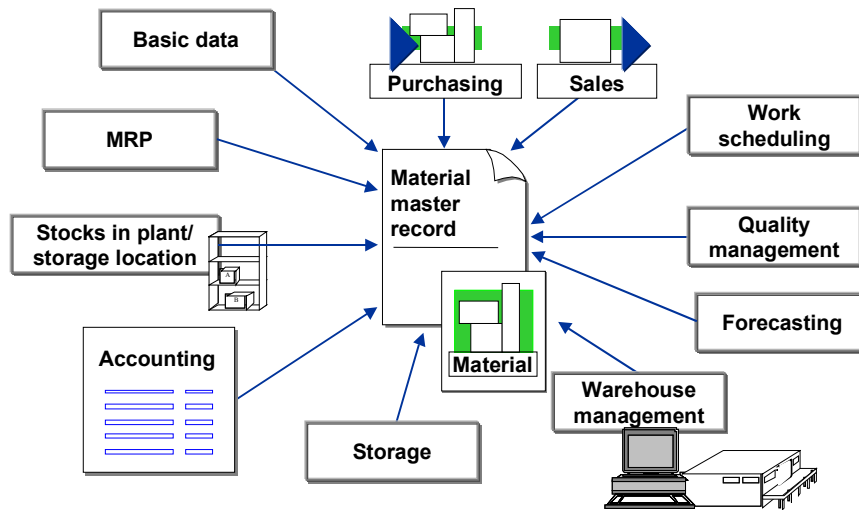 Basic data
Purchasing
Sales
MRP
Work
scheduling
Material
master
record
Stocks in plant/
storage location
A
B
Quality
management
Forecasting
Accounting
Material
Warehouse
management
Storage